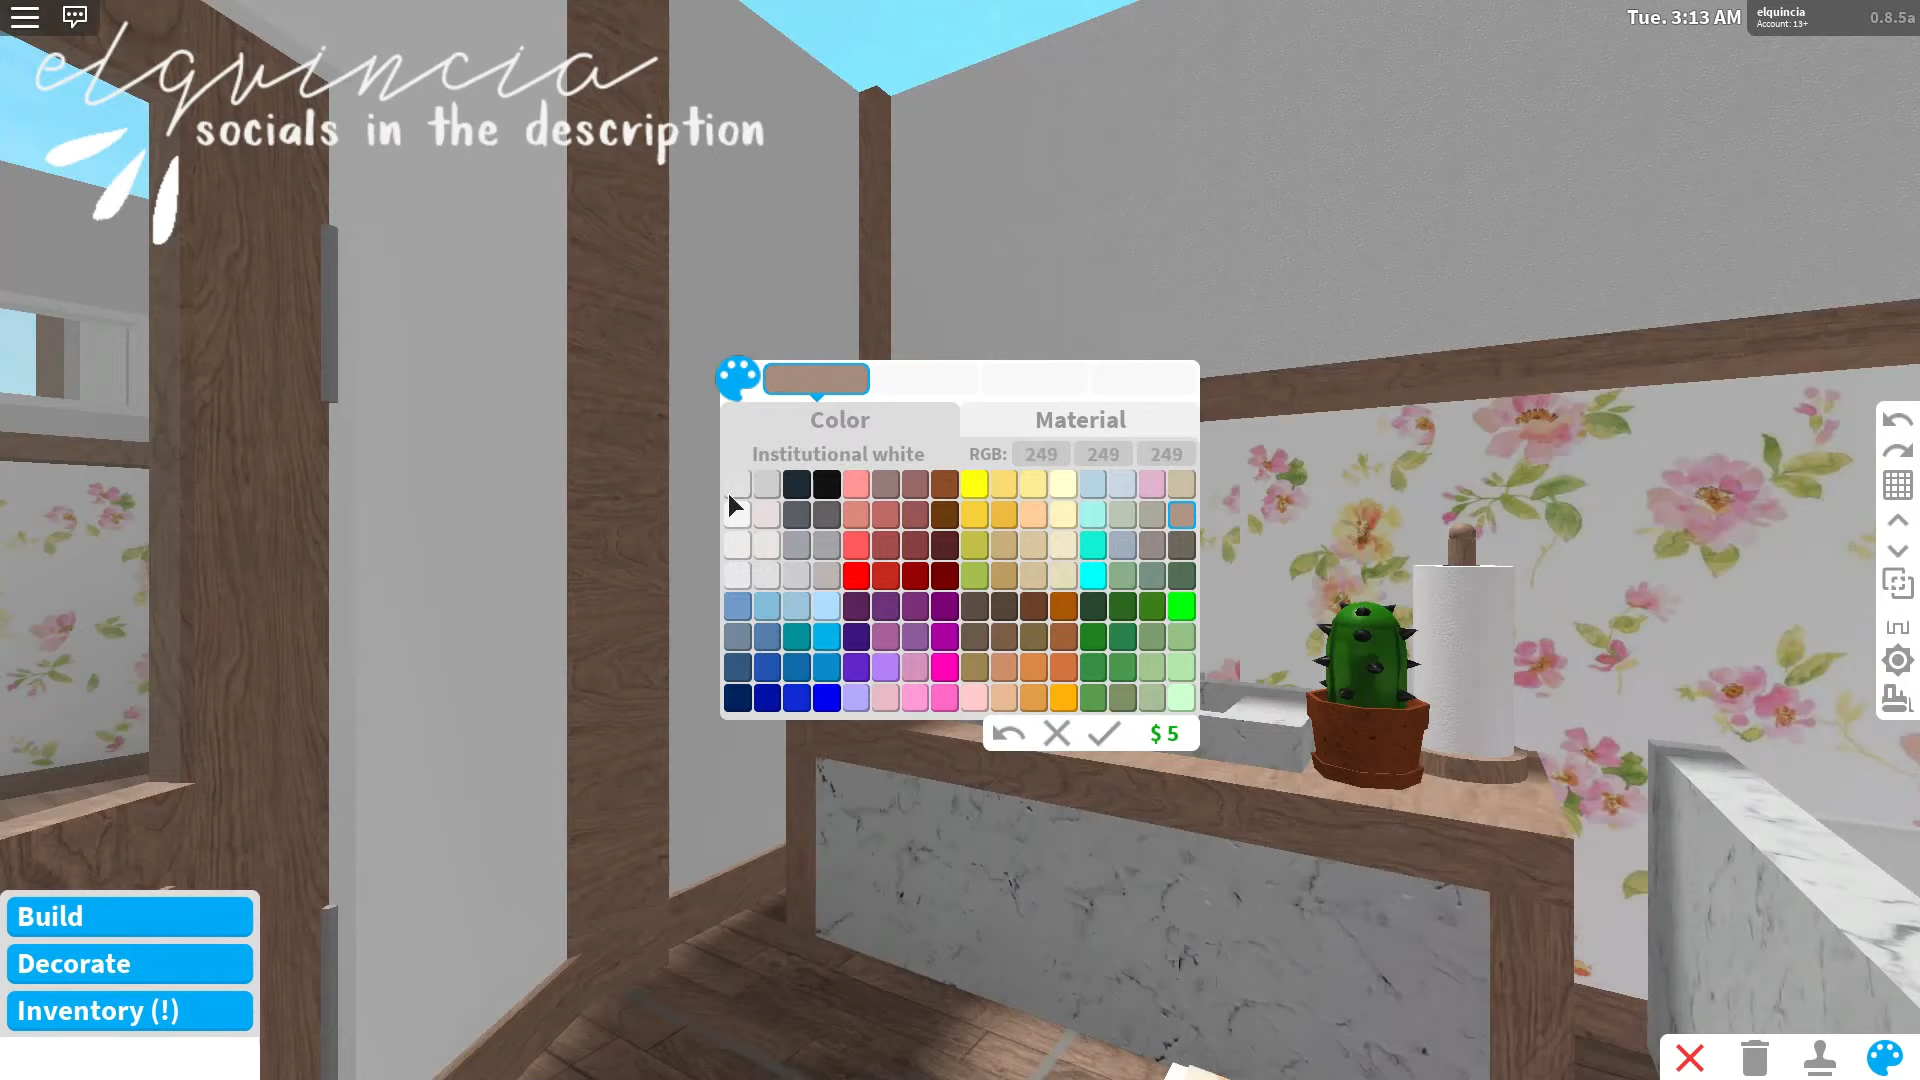 Tue. 3:13 AM
elquincia
Account: 13+
0.8.5a
elquincia
socials in the description
Color
Material
Institutional white
RGB: 249 249 249
$ 5
Build
Decorate
Inventory (!)